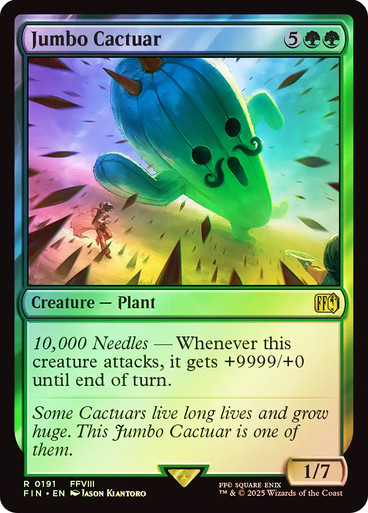 Jumbo Cactuar 5
Creature — Plant
FFC
10,000 Needles — Whenever this
creature attacks, it gets +9999/+0
until end of turn.
Some Cactuars live long lives and grow
huge. This Jumbo Cactuar is one of
them.
1/7
R 0191 FFVIII
FIN • EN Jason Kiantoro
FF© SQUARE ENIX
™ & © 2025 Wizards of the Coast